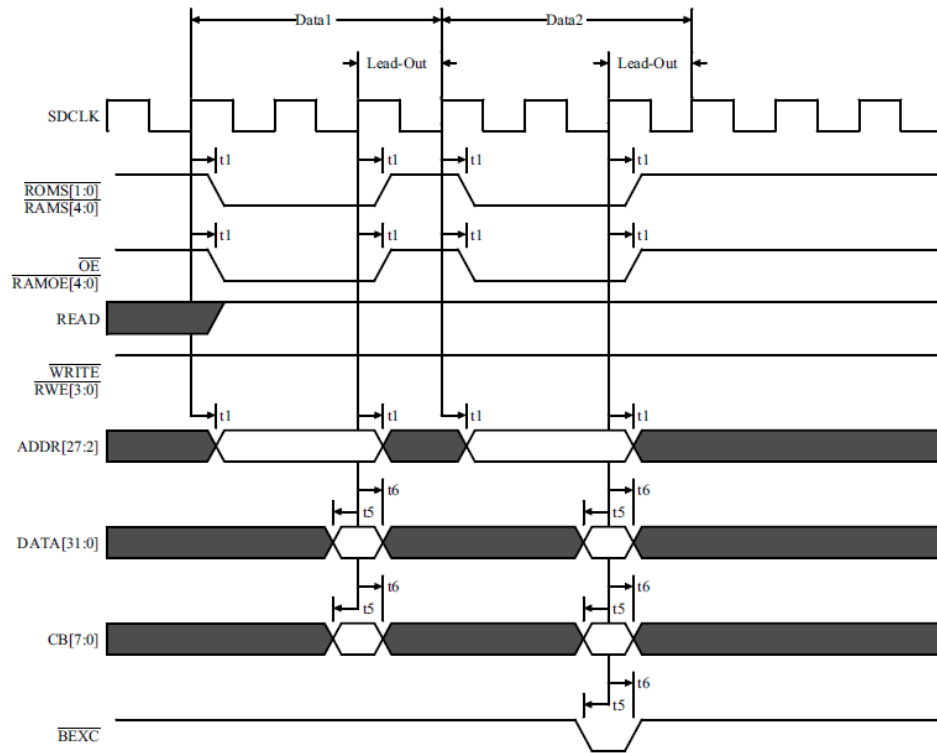 Data1 Data2
Lead-Out Lead-Out
SDCLK
t1 t1 t1 t1
ROMS[1:0]
RAMS[4:0]
t1 t1 t1 t1
OE
RAMOE[4:0]
READ
WRITE
RWE[3:0]
t1 t1 t1 t1
ADDR[27:2]
t6 t6
t5 t5
DATA[31:0]
t6 t6
t5 t5
CB[7:0]
t6
t5
BEXC